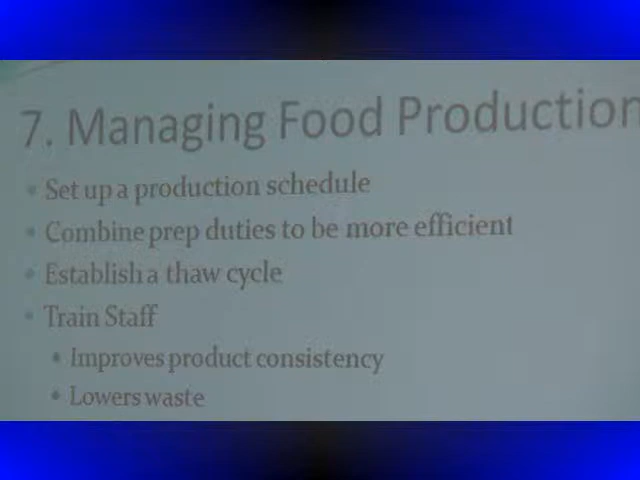 7. Managing Food Production
• Set up a production schedule
• Combine prep duties to be more efficient
• Establish a thaw cycle
• Train Staff
• Improves product consistency
• Lowers waste